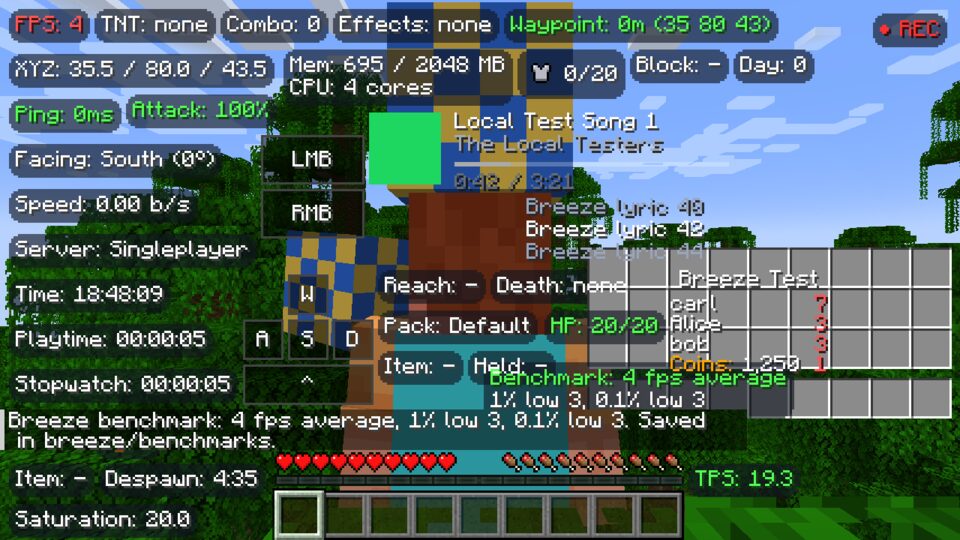 FPS: 4 TNT: none Combo: 0 Effects: none Waypoint: 0m (35 80 43)
● REC
XYZ: 35.5 / 80.0 / 43.5
Mem: 695 / 2048 MB
CPU: 4 cores
0/20
Block: - Day: 0
Ping: 0ms Attack: 100%
Local Test Song 1
The Local Testers
0:42 / 3:21
Facing: South (0°)
LMB
Speed: 0.00 b/s
RMB
Breeze lyric 40
Breeze lyric 42
Breeze lyric 44
Server: Singleplayer
Time: 18:48:09
W
Reach: - Death: none
Breeze Test
carl 7
Alice 3
bob 3
Coins: 1,250 1
Playtime: 00:00:05
A S D
Pack: Default HP: 20/20
Stopwatch: 00:00:05
^
Item: - Held: -
Benchmark: 4 fps average
1% low 3, 0.1% low 3
Breeze benchmark: 4 fps average, 1% low 3, 0.1% low 3. Saved
in breeze/benchmarks.
Item: - Despawn: 4:35
TPS: 19.3
Saturation: 20.0